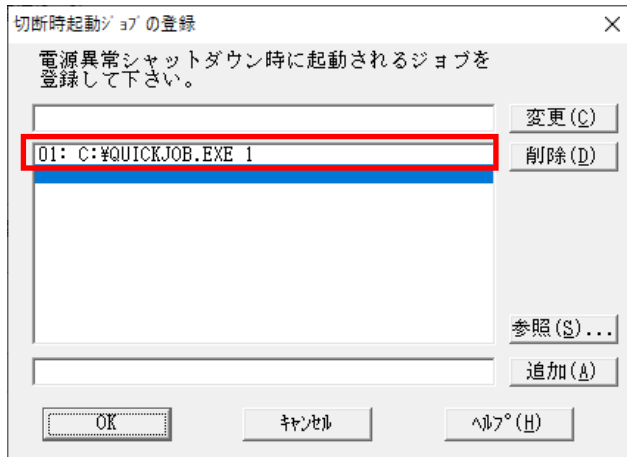 切断時起動ｼﾞｮﾌﾞの登録
電源異常シャットダウン時に起動されるジョブを
登録して下さい。
変更(C)
01: C:¥QUICKJOB.EXE 1
削除(D)
参照(S)...
追加(A)
OK
ｷｬﾝｾﾙ
ﾍﾙﾌﾟ(H)